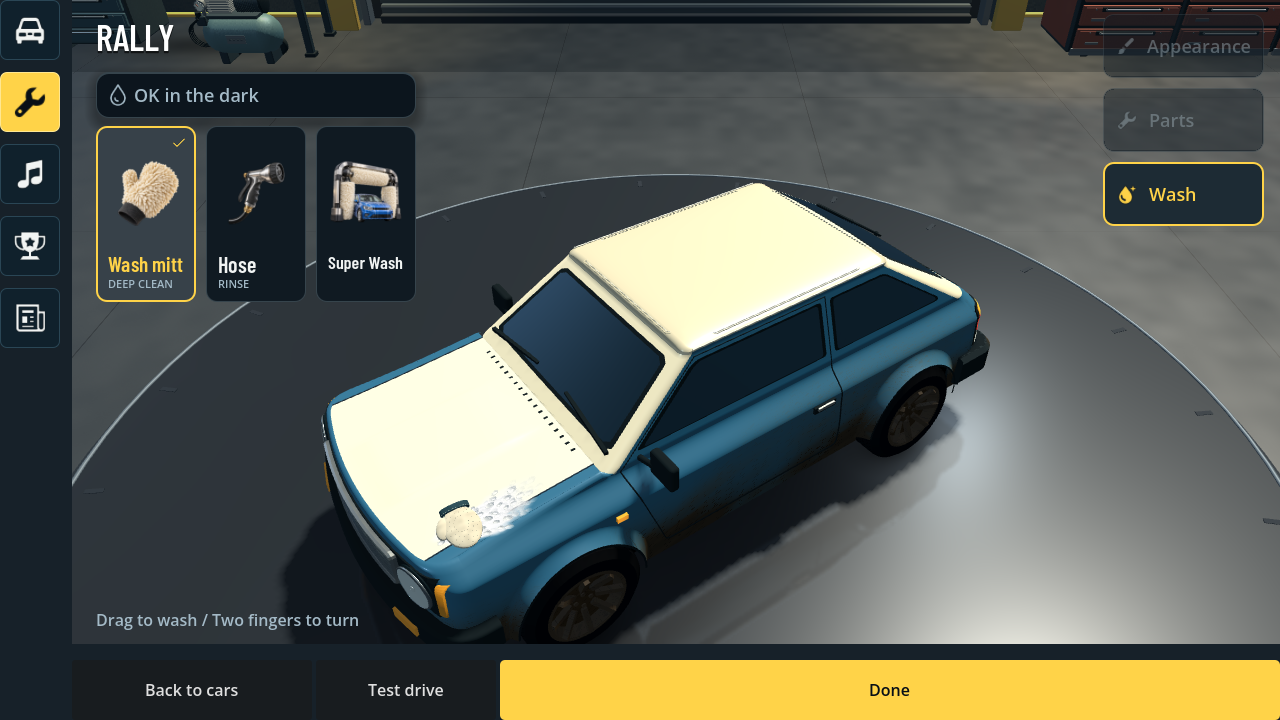 RALLY
OK in the dark
Wash mitt
DEEP CLEAN
Hose
RINSE
Super Wash
Appearance
Parts
Wash
Drag to wash / Two fingers to turn
Back to cars
Test drive
Done